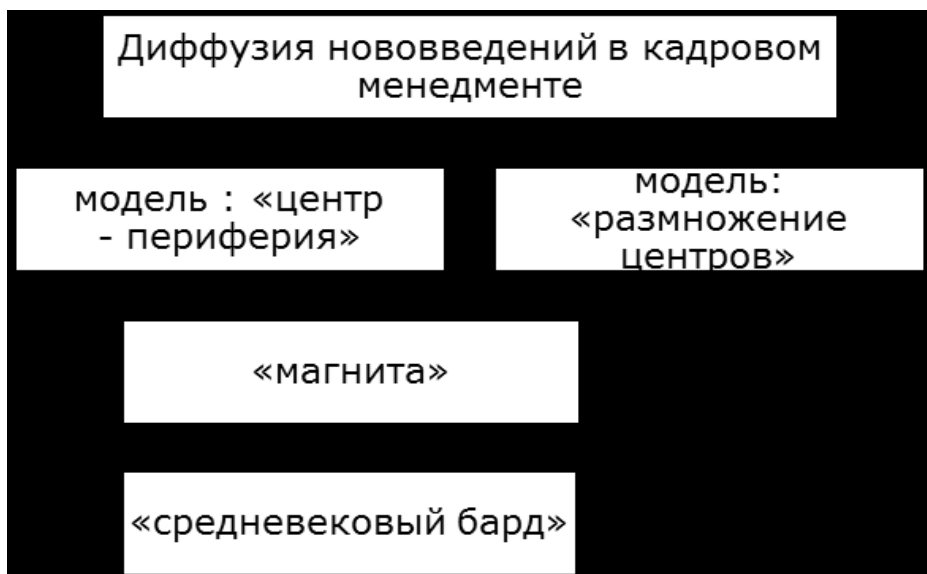 Диффузия нововведений в кадровом
менедменте
модель : «центр
- периферия»
модель:
«размножение
центров»
«магнита»
«средневековый бард»